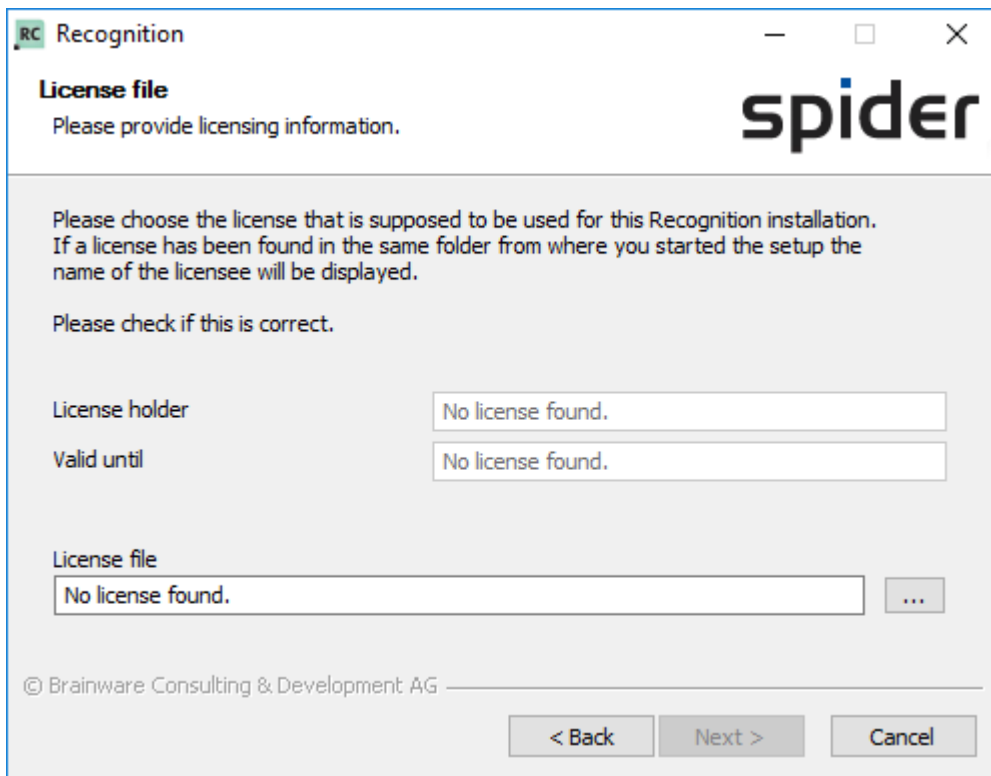 RC Recognition
License file
Please provide licensing information.
spider
Please choose the license that is supposed to be used for this Recognition installation.
If a license has been found in the same folder from where you started the setup the
name of the licensee will be displayed.
Please check if this is correct.
License holder No license found.
Valid until No license found.
License file
No license found. ...
© Brainware Consulting & Development AG
< Back Next > Cancel